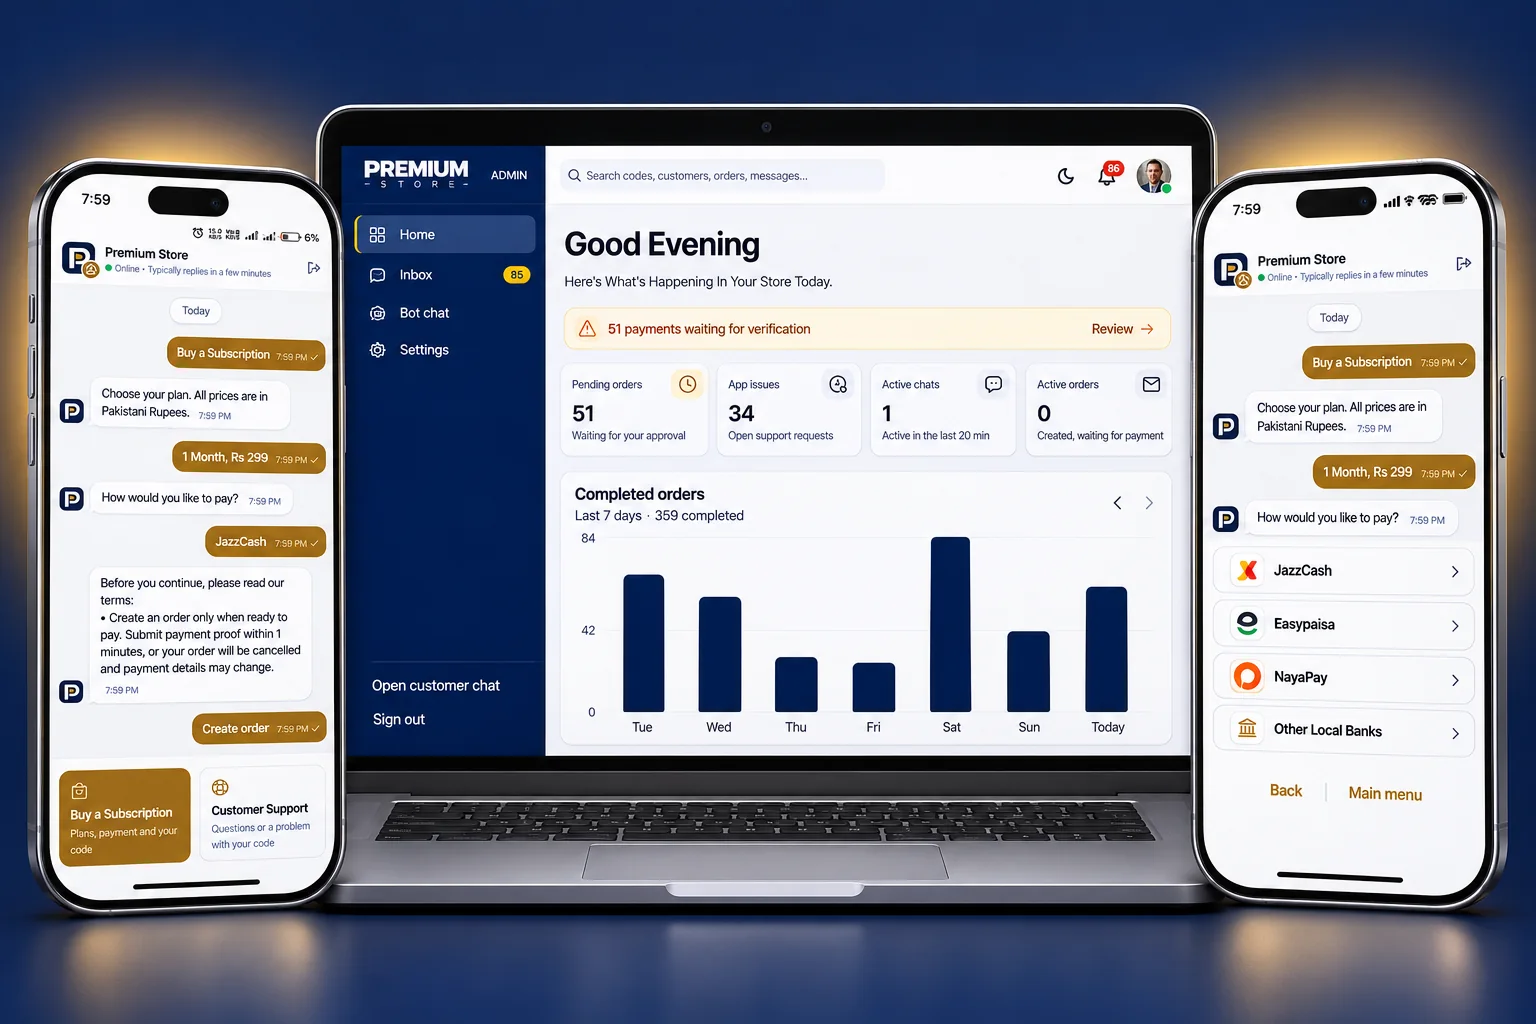 7:59
6%
Premium Store
Online • Typically replies in a few minutes
Today
Buy a Subscription 7:59 PM ✓
Choose your plan. All prices are in
Pakistani Rupees. 7:59 PM
1 Month, Rs 299 7:59 PM ✓
How would you like to pay? 7:59 PM
JazzCash 7:59 PM ✓
Before you continue, please read our
terms:
• Create an order only when ready to
pay. Submit payment proof within 1
minutes, or your order will be cancelled
and payment details may change.
7:59 PM
Create order 7:59 PM ✓
Buy a Subscription
Plans, payment and your
code
Customer Support
Questions or a problem
with your code
PREMIUM
STORE
ADMIN
Home
Inbox 85
Bot chat
Settings
Open customer chat
Sign out
Search codes, customers, orders, messages...
86
Good Evening
Here's What's Happening In Your Store Today.
51 payments waiting for verification
Review →
Pending orders
51
Waiting for your approval
App issues
34
Open support requests
Active chats
1
Active in the last 20 min
Active orders
0
Created, waiting for payment
Completed orders
Last 7 days · 359 completed
84
42
0
Tue Wed Thu Fri Sat Sun Today
7:59
Premium Store
Online • Typically replies in a few minutes
Today
Buy a Subscription 7:59 PM ✓
Choose your plan. All prices are in
Pakistani Rupees. 7:59 PM
1 Month, Rs 299 7:59 PM ✓
How would you like to pay? 7:59 PM
JazzCash
Easypaisa
NayaPay
Other Local Banks
Back
Main menu